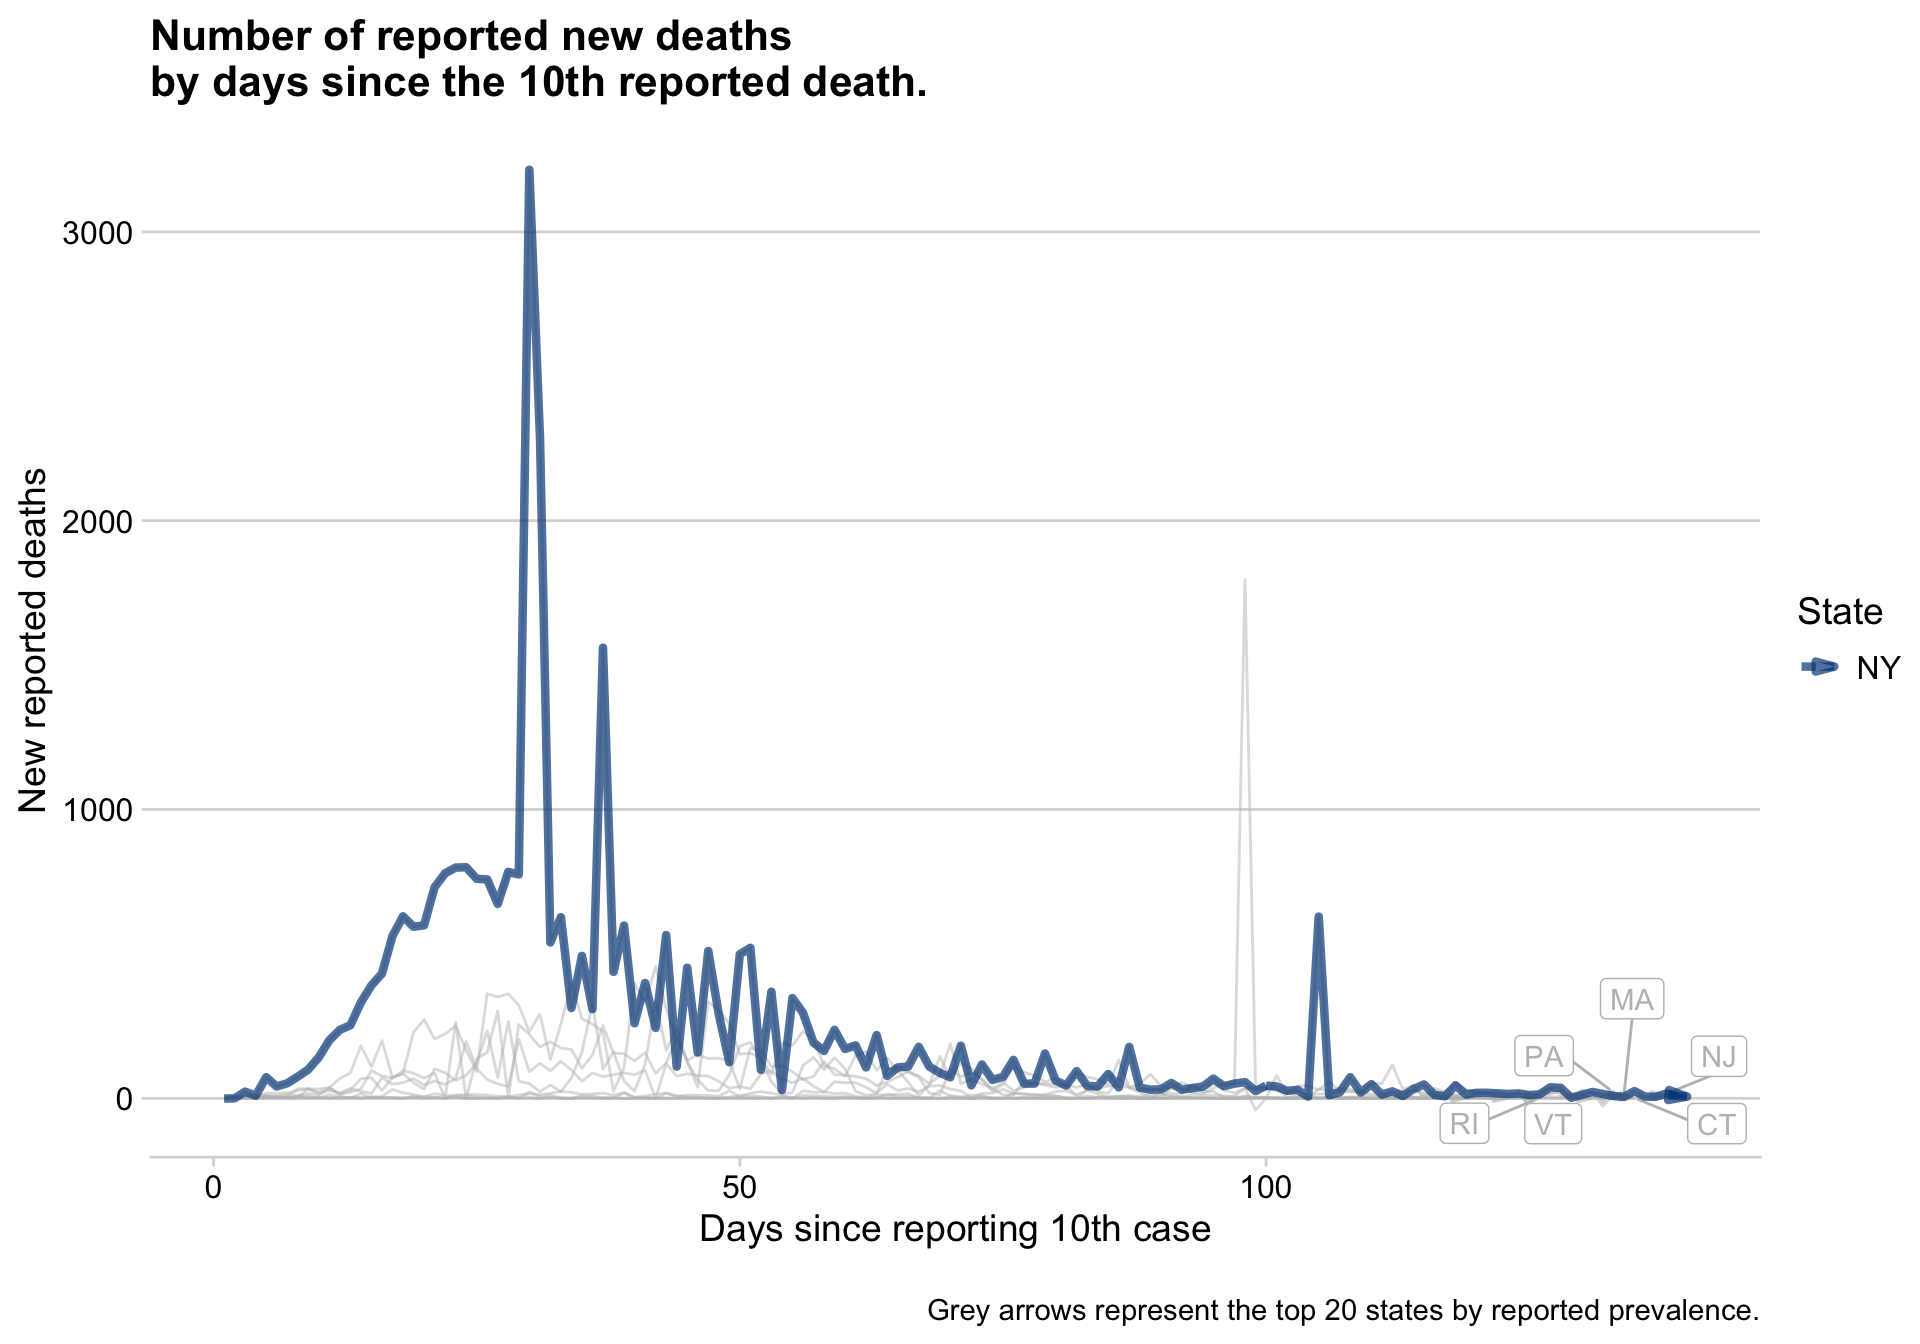 Number of reported new deaths
by days since the 10th reported death.
New reported deaths
3000
2000
1000
0
State
NY
MA
PA
NJ
RI
VT
CT
0
50
100
Days since reporting 10th case
Grey arrows represent the top 20 states by reported prevalence.